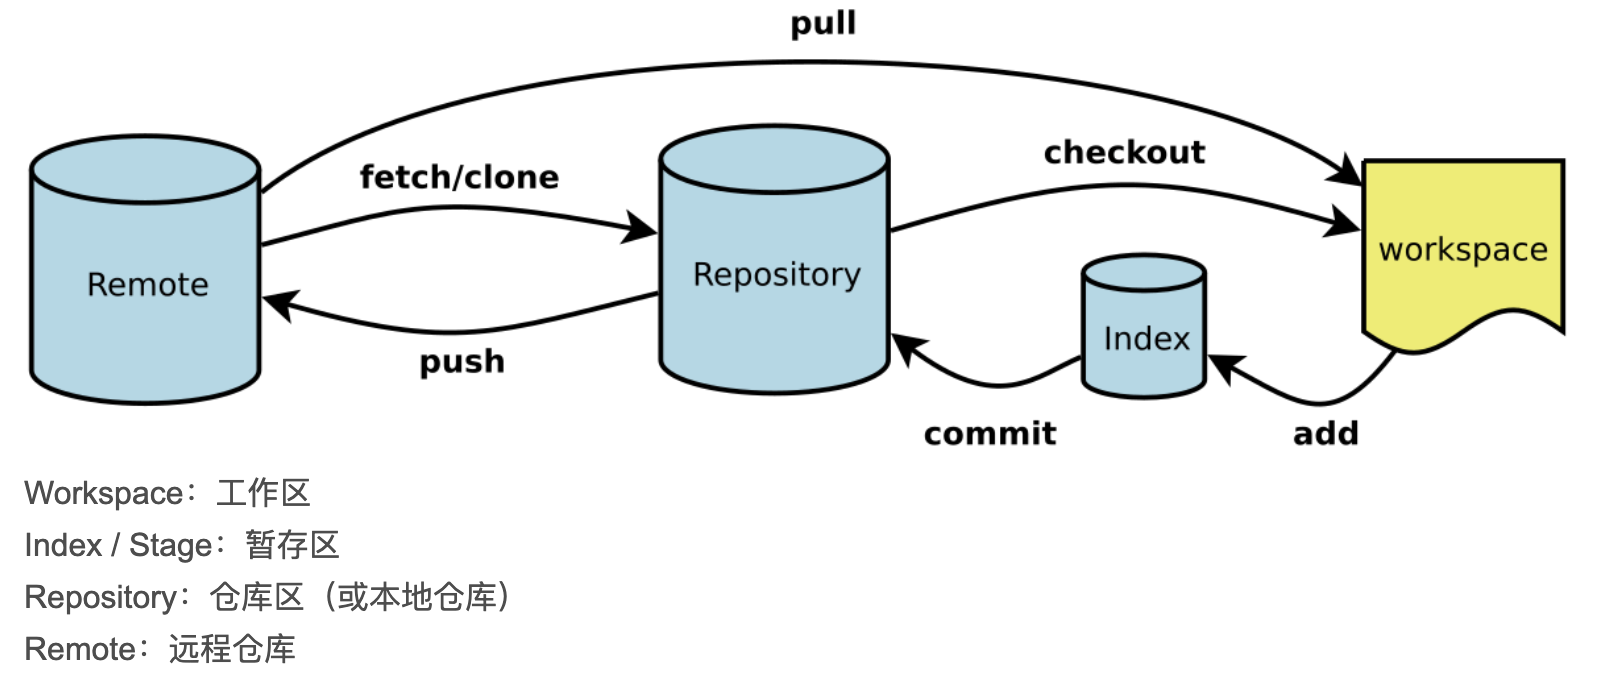 pull
fetch/clone
checkout
Remote
Repository
workspace
Index
push
commit
add
Workspace：工作区
Index / Stage：暂存区
Repository：仓库区（或本地仓库）
Remote：远程仓库